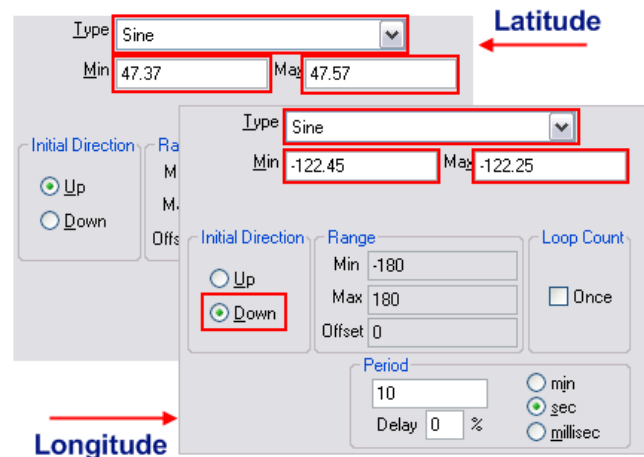 Latitude
Type Sine
Min 47.37 Max 47.57
Initial Direction
Up
Down
Type Sine
Min -122.45 Max -122.25
Initial Direction
Up
Down
Range
Min -180
Max 180
Offset 0
Loop Count
Once
Period
10
Delay 0 %
min
sec
millisec
Longitude